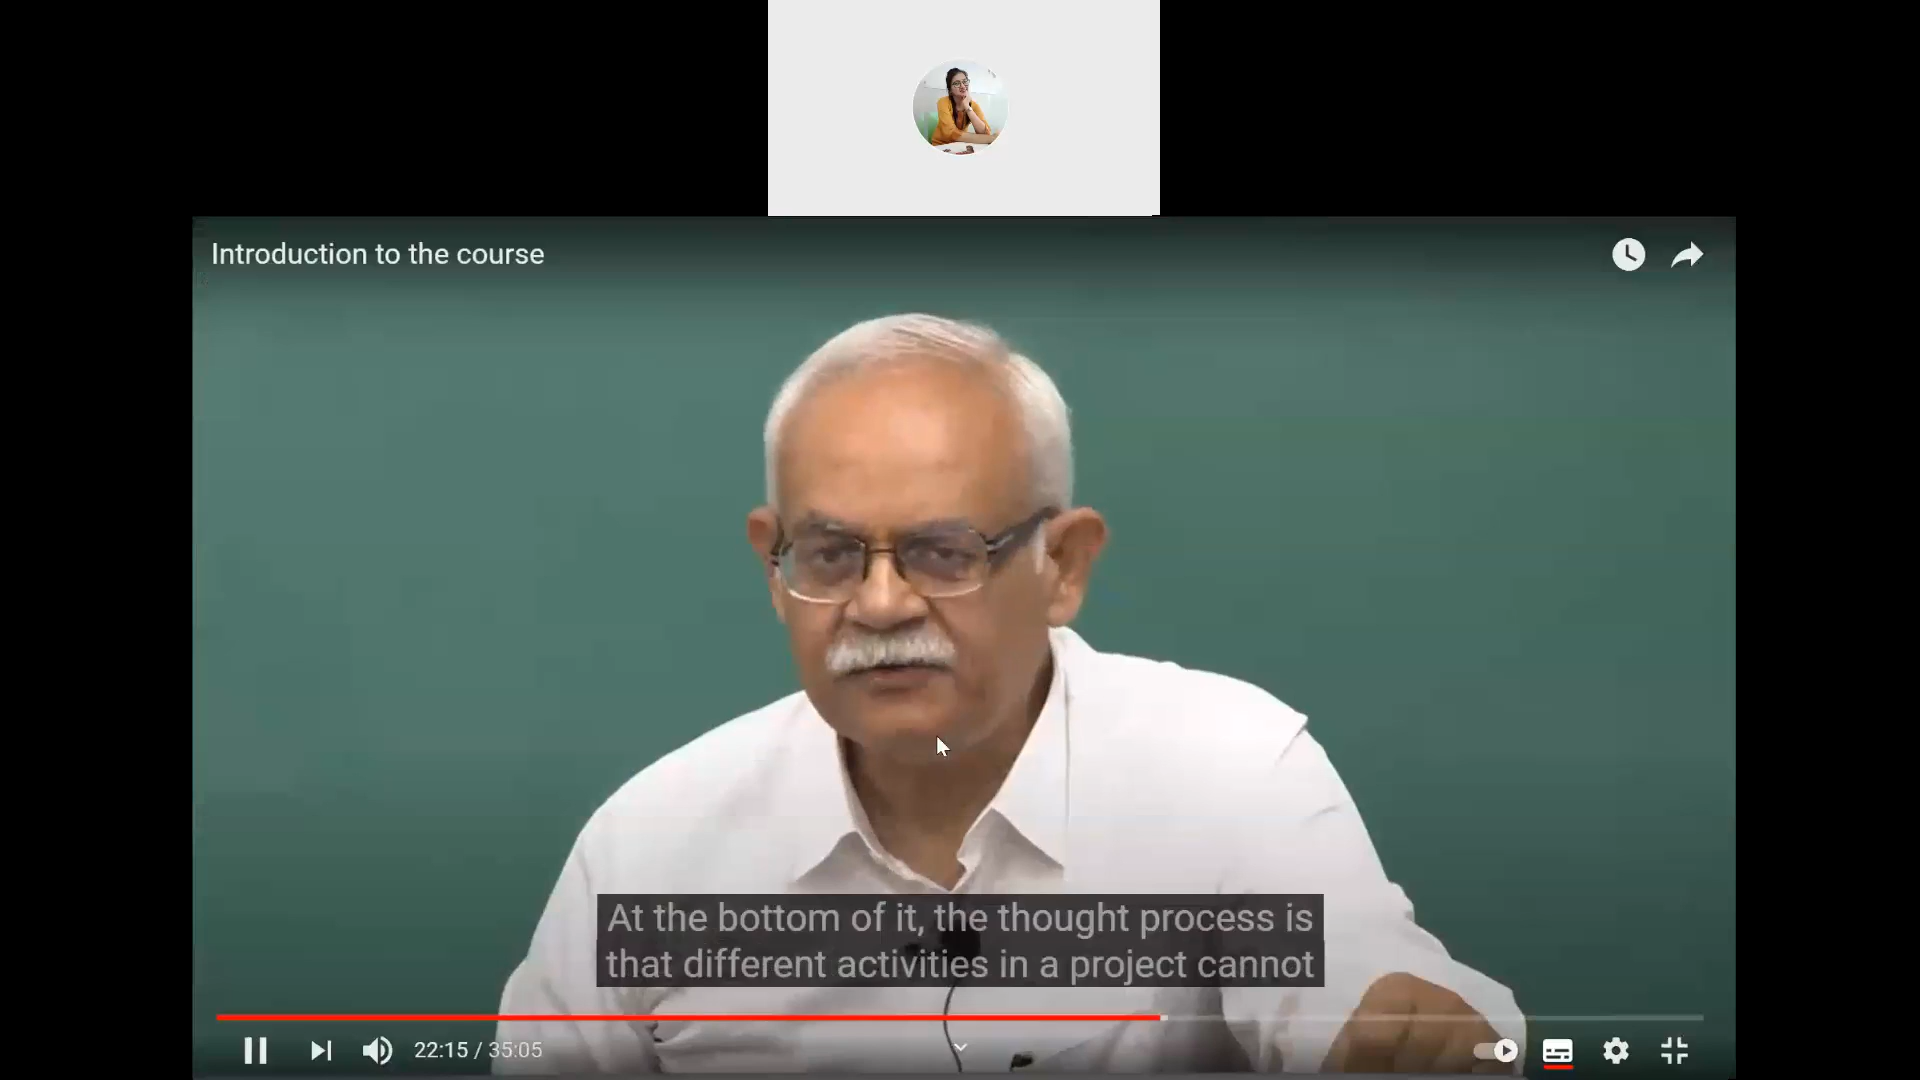 Introduction to the course
At the bottom of it, the thought process is
that different activities in a project cannot
22:15 / 35:05